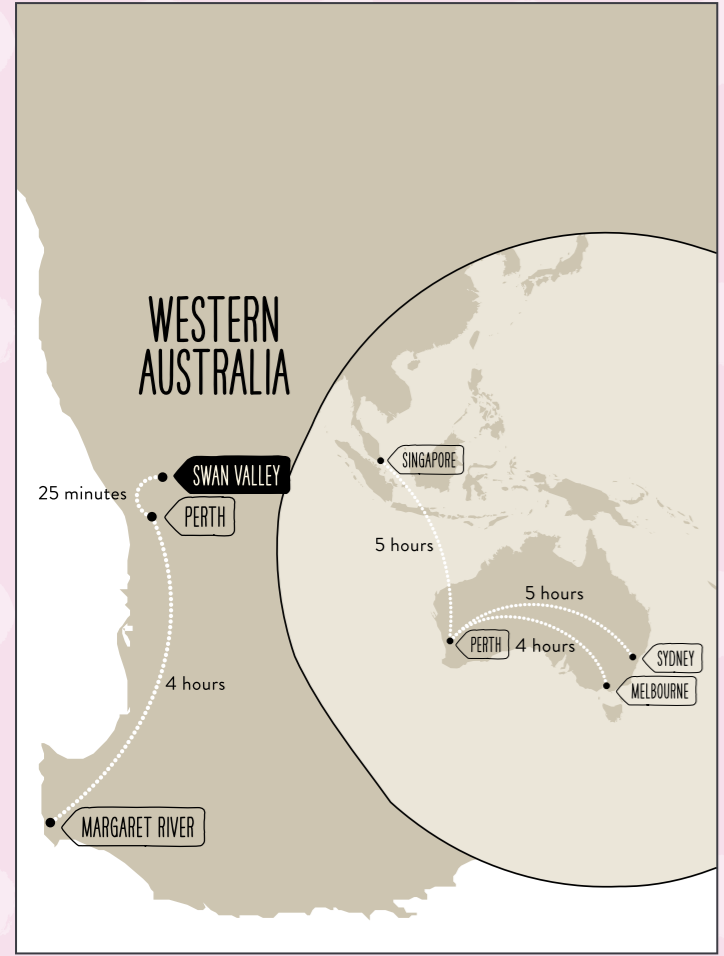 WESTERN
AUSTRALIA
SWAN VALLEY
25 minutes
PERTH
4 hours
MARGARET RIVER
SINGAPORE
5 hours
5 hours
PERTH
4 hours
SYDNEY
MELBOURNE